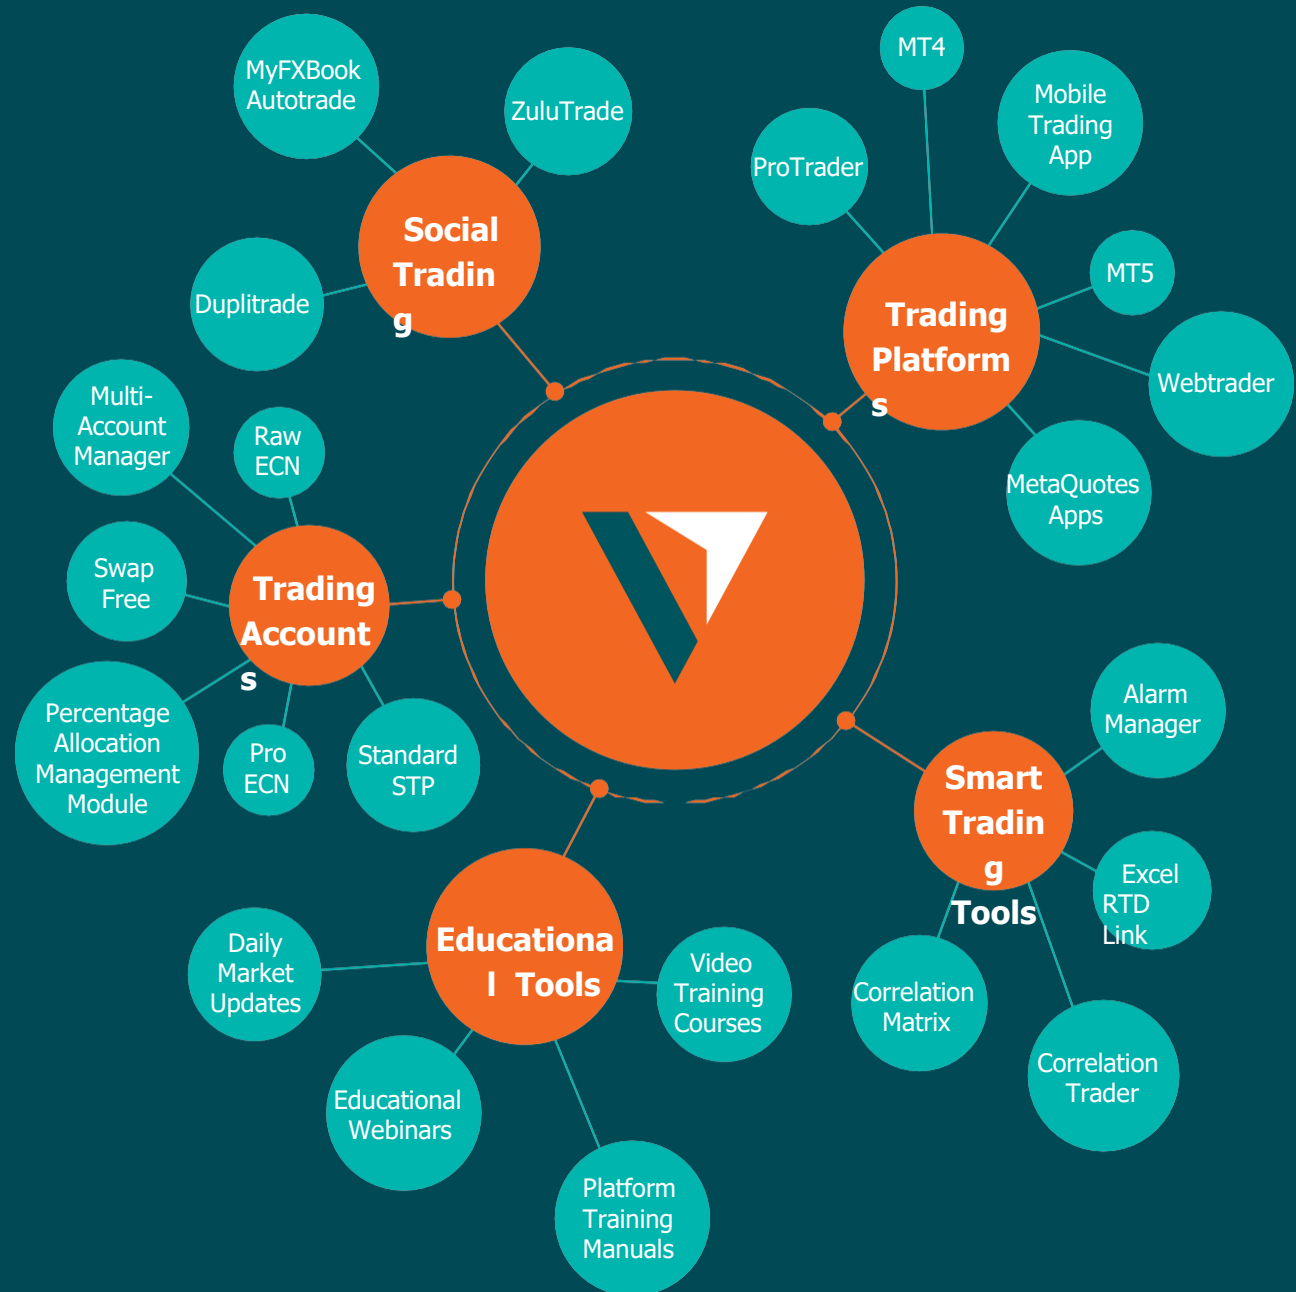 MyFXBook
Autotrade
ZuluTrade
Social
Tradin
g
Duplitrade
MT4
Mobile
Trading
App
ProTrader
MT5
Trading
Platform
s
Webtrader
MetaQuotes
Apps
Multi-
Account
Manager
Raw
ECN
Swap
Free
Trading
Account
s
Percentage
Allocation
Management
Module
Pro
ECN
Standard
STP
Alarm
Manager
Smart
Tradin
g
Tools
Excel
RTD
Link
Correlation
Matrix
Correlation
Trader
Educationa
l Tools
Daily
Market
Updates
Video
Training
Courses
Educational
Webinars
Platform
Training
Manuals